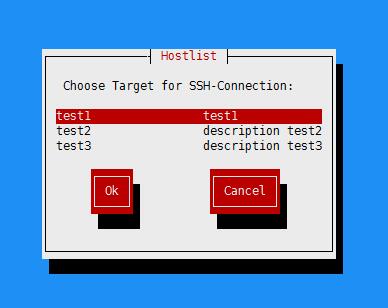 Hostlist
Choose Target for SSH-Connection:
test1 test1
test2 description test2
test3 description test3
Ok Cancel